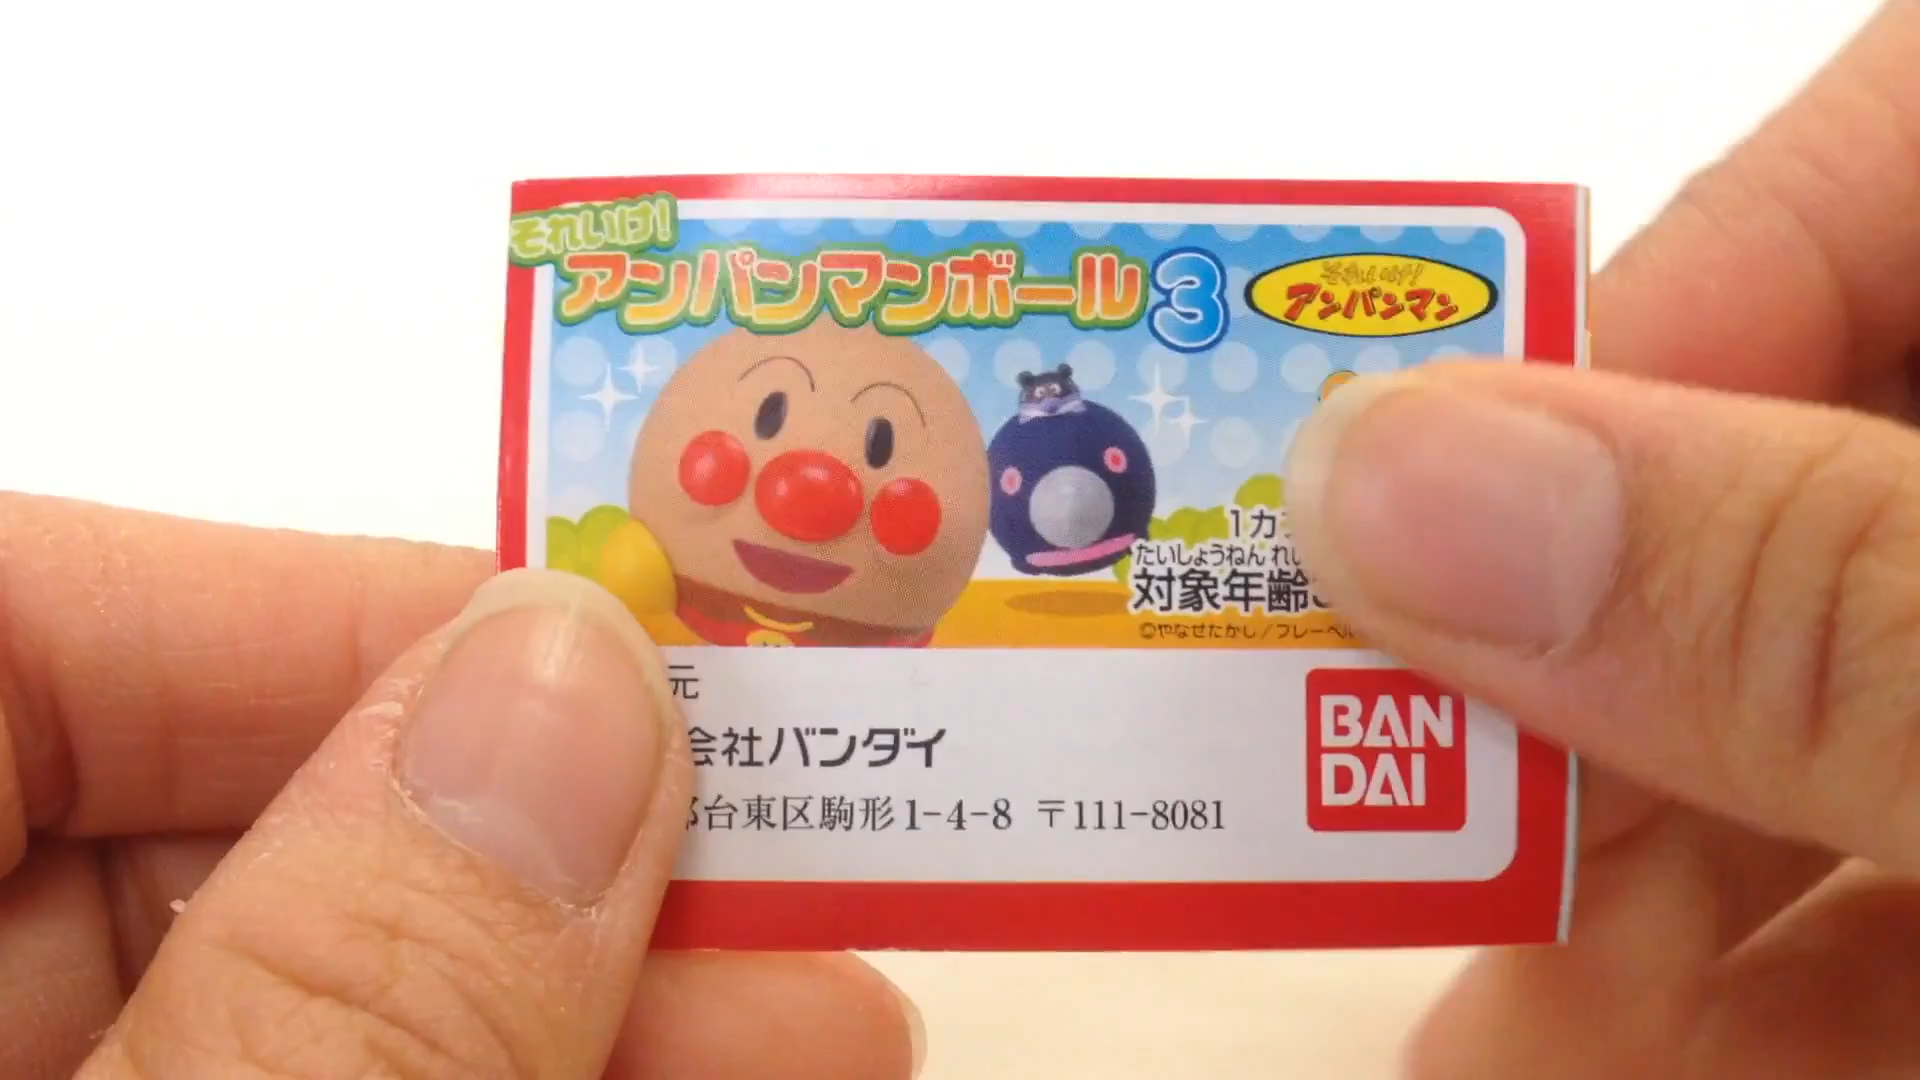 それいけ!
アンパンマンボール3
それいけ!
アンパンマン
1カ
たいしょうねん れい
対象年齢
©やなせたかし/フレーベル
元
会社バンダイ
台東区駒形1-4-8 〒111-8081
BAN
DAI